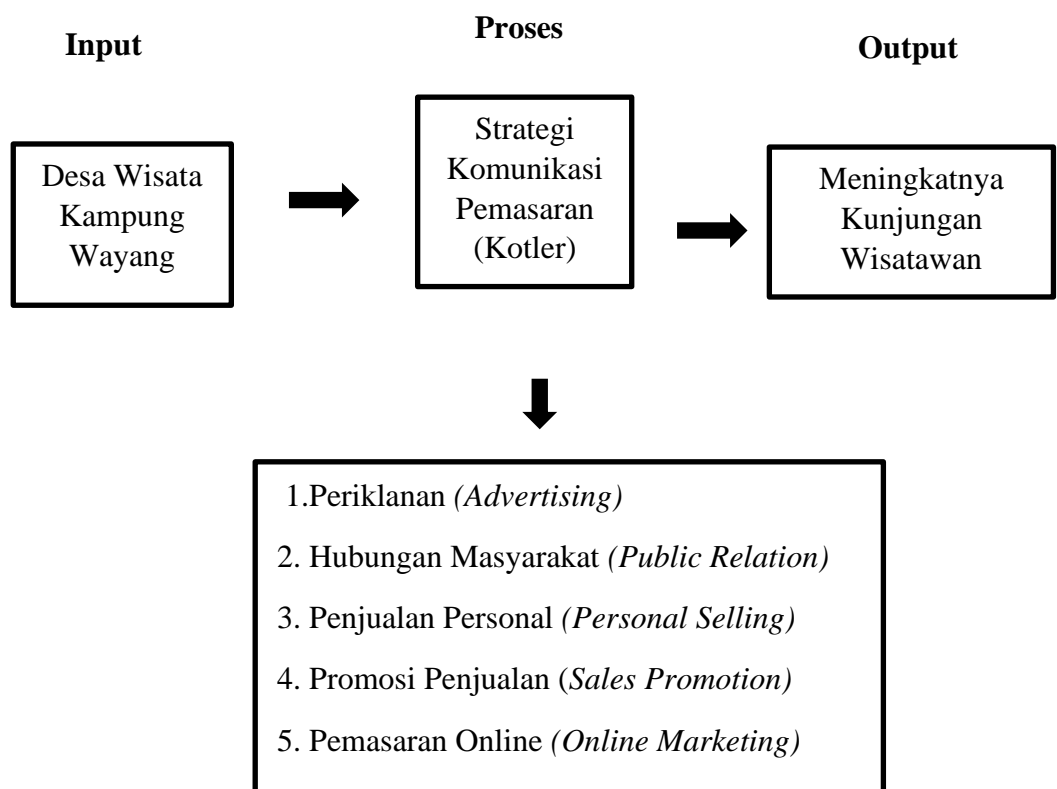 Input
Proses
Output
Desa Wisata
Kampung
Wayang
Strategi
Komunikasi
Pemasaran
(Kotler)
Meningkatnya
Kunjungan
Wisatawan
1.Periklanan (Advertising)
2. Hubungan Masyarakat (Public Relation)
3. Penjualan Personal (Personal Selling)
4. Promosi Penjualan (Sales Promotion)
5. Pemasaran Online (Online Marketing)